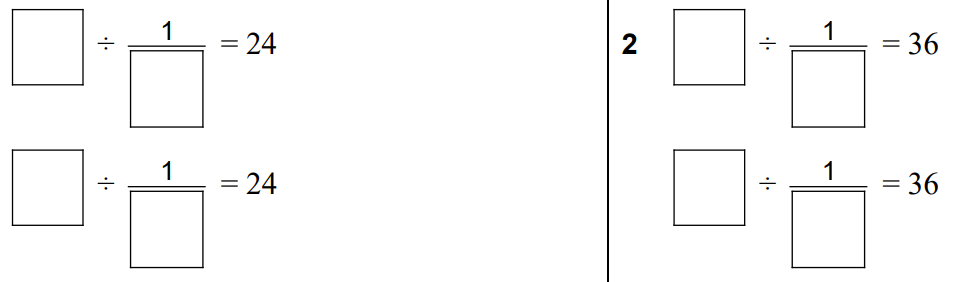 ÷ 1/□ = 24
÷ 1/□ = 24
2 ÷ 1/□ = 36
÷ 1/□ = 36